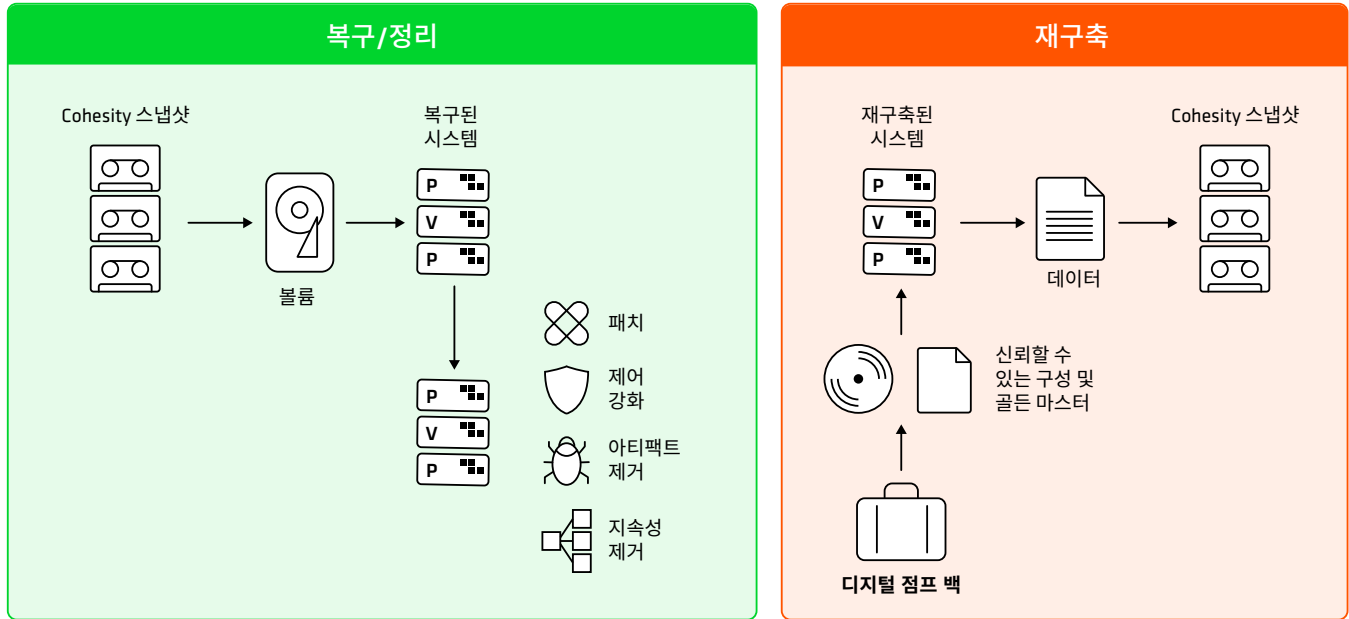 복구/정리
Cohesity 스냅샷
볼륨
복구된
시스템
P
V
P
P
V
P
패치
제어
강화
아티팩트
제거
지속성
제거
재구축
재구축된
시스템
P
V
P
데이터
Cohesity 스냅샷
신뢰할 수
있는 구성 및
골든 마스터
디지털 점프 백